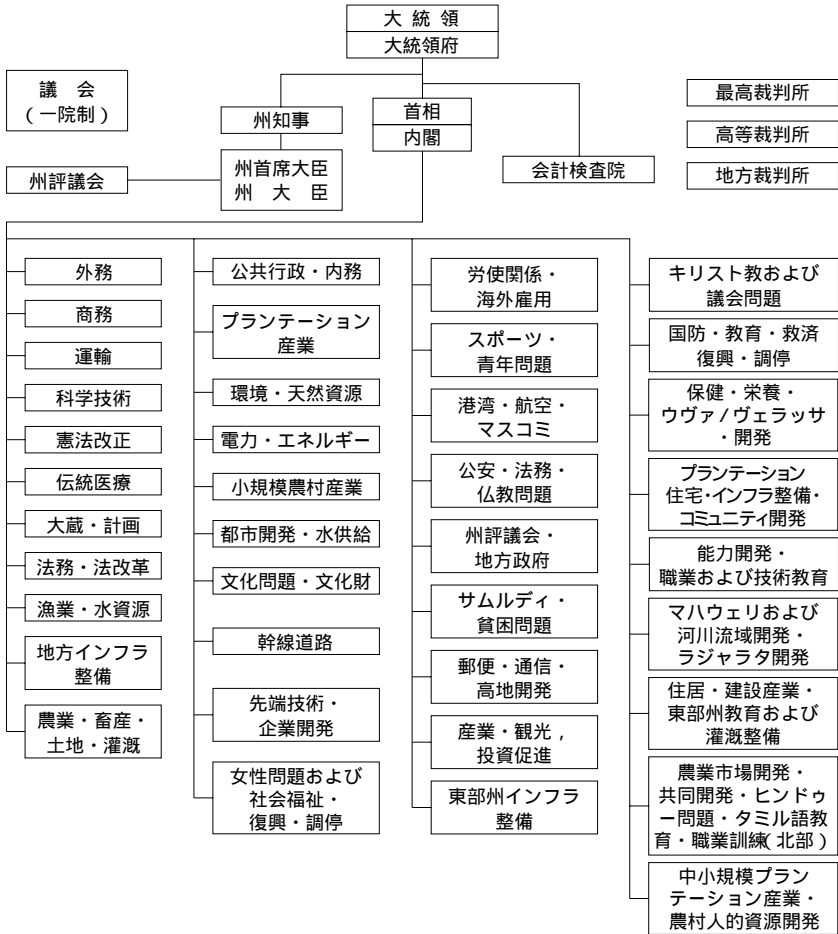 大 統 領
大統領府
議　会
（一院制）
州知事
首相
内閣
最高裁判所
高等裁判所
地方裁判所
州評議会
州首席大臣
州　大　臣
会計検査院
外務
商務
運輸
科学技術
憲法改正
伝統医療
大蔵・計画
法務・法改革
漁業・水資源
地方インフラ
整備
農業・畜産・
土地・灌漑
公共行政・内務
プランテーション
産業
環境・天然資源
電力・エネルギー
小規模農村産業
都市開発・水供給
文化問題・文化財
幹線道路
先端技術・
企業開発
女性問題および
社会福祉・
復興・調停
労使関係・
海外雇用
スポーツ・
青年問題
港湾・航空・
マスコミ
公安・法務・
仏教問題
州評議会・
地方政府
サムルディ・
貧困問題
郵便・通信・
高地開発
産業・観光，
投資促進
東部州インフラ
整備
キリスト教および
議会問題
国防・教育・救済
復興・調停
保健・栄養・
ウヴァ/ヴェラッサ
・開発
プランテーション
住宅・インフラ整備・
コミュニティ開発
能力開発・
職業および技術教育
マハウェリおよび
河川流域開発・
ラジャラタ開発
住居・建設産業・
東部州教育および
灌漑整備
農業市場開発・
共同開発・ヒンドゥ
ー問題・タミル語教
育・職業訓練（北部）
中小規模プラン
テーション産業・
農村人的資源開発